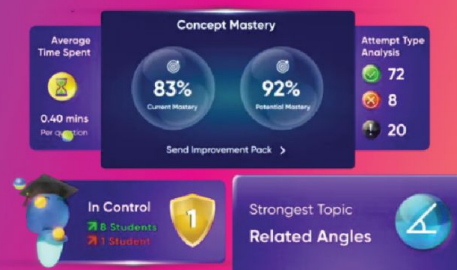 Average
Time Spent
0.40 mins
Per question
Concept Mastery
83%
Current Mastery
92%
Potential Mastery
Send Improvement Pack >
Attempt Type
Analysis
72
8
20
In Control
8 Students
1 Student
1
Strongest Topic
Related Angles